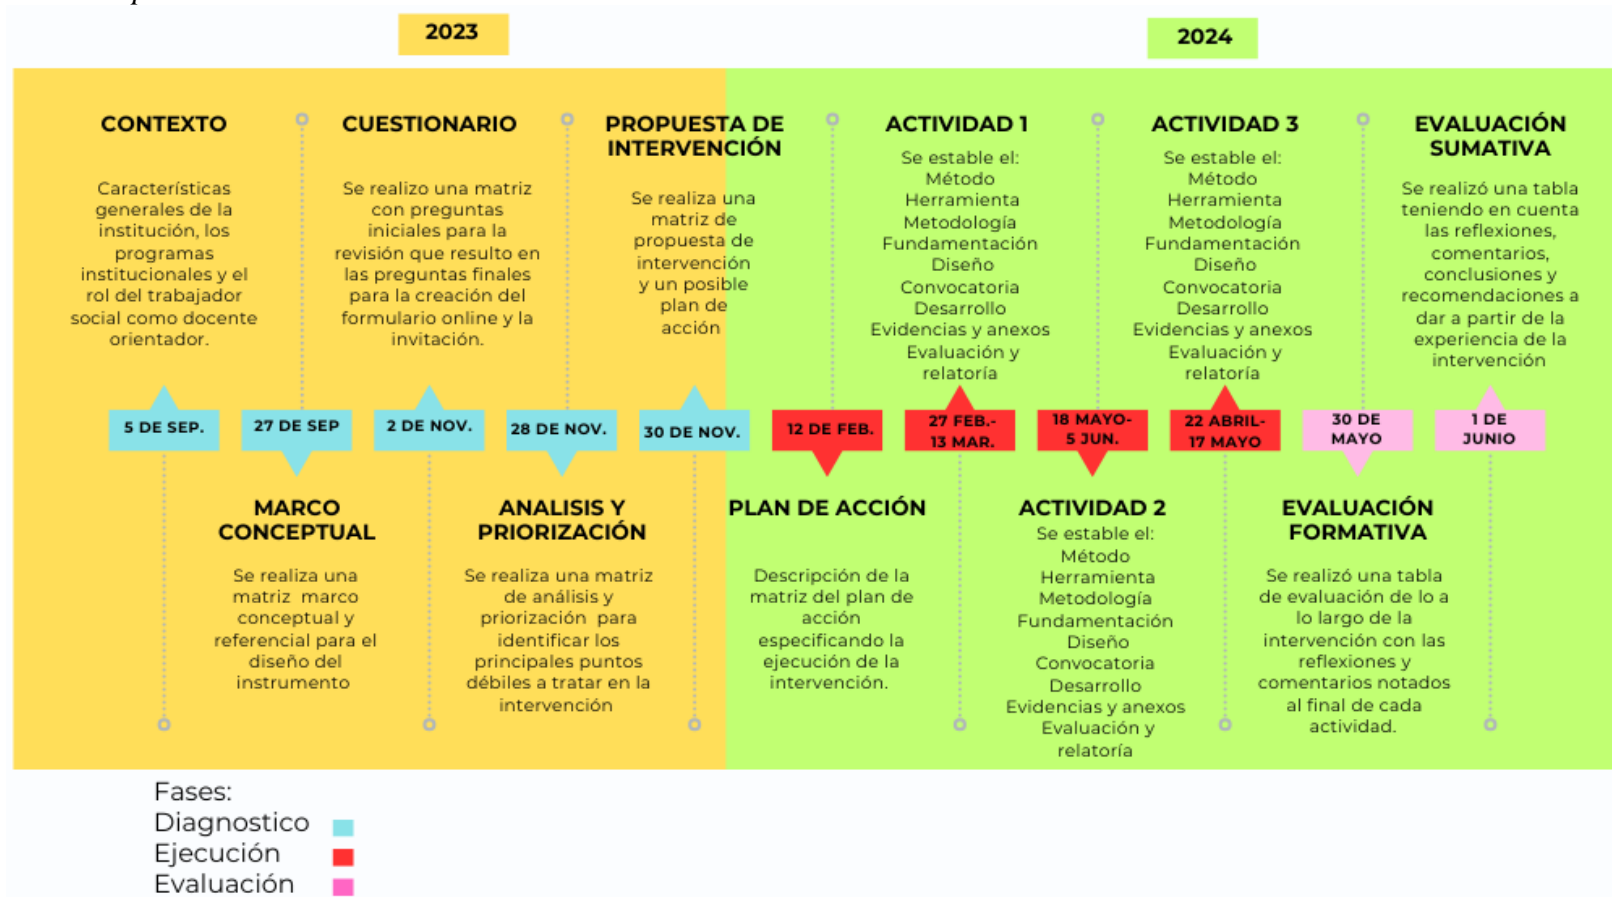 2023
2024
CONTEXTO
Características
generales de la
institución, los
programas
institucionales y el
rol del trabajador
social como docente
orientador.
CUESTIONARIO
Se realizo una matriz
con preguntas
iniciales para la
revisión que resulto en
las preguntas finales
para la creación del
formulario online y la
invitación.
PROPUESTA DE
INTERVENCIÓN
Se realiza una
matriz de
propuesta de
intervención
y un posible
plan de
acción
ACTIVIDAD 1
Se estable el:
Método
Herramienta
Metodología
Fundamentación
Diseño
Convocatoria
Desarrollo
Evidencias y anexos
Evaluación y
relatoría
ACTIVIDAD 3
Se estable el:
Método
Herramienta
Metodología
Fundamentación
Diseño
Convocatoria
Desarrollo
Evidencias y anexos
Evaluación y
relatoría
EVALUACIÓN
SUMATIVA
Se realizó una tabla
teniendo en cuenta
las reflexiones,
comentarios,
conclusiones y
recomendaciones a
dar a partir de la
experiencia de la
intervención
5 DE SEP.
27 DE SEP
2 DE NOV.
28 DE NOV.
30 DE NOV.
12 DE FEB.
27 FEB.-
13 MAR.
18 MAYO-
5 JUN.
22 ABRIL-
17 MAYO
30 DE
MAYO
1 DE
JUNIO
MARCO
CONCEPTUAL
Se realiza una
matriz marco
conceptual y
referencial para el
diseño del
instrumento
ANALISIS Y
PRIORIZACIÓN
Se realiza una matriz
de análisis y
priorización para
identificar los
principales puntos
débiles a tratar en la
intervención
PLAN DE ACCIÓN
Descripción de la
matriz del plan de
acción
especificando la
ejecución de la
intervención.
ACTIVIDAD 2
Se estable el:
Método
Herramienta
Metodología
Fundamentación
Diseño
Convocatoria
Desarrollo
Evidencias y anexos
Evaluación y
relatoría
EVALUACIÓN
FORMATIVA
Se realizó una tabla
de evaluación de lo a
lo largo de la
intervención con las
reflexiones y
comentarios notados
al final de cada
actividad.
Fases:
Diagnostico
Ejecución
Evaluación